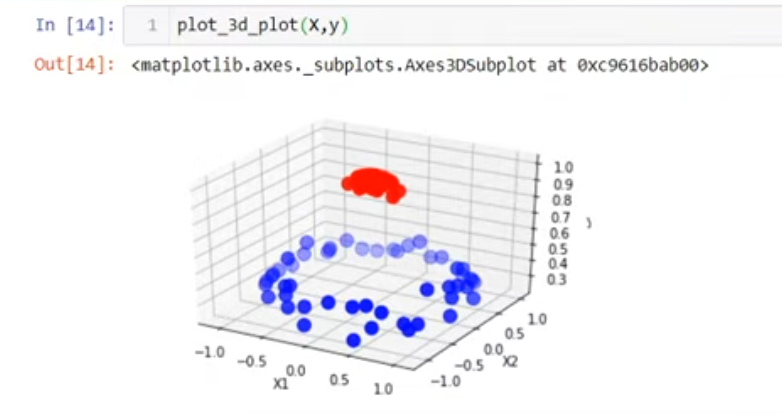 In [14]: 1 plot_3d_plot(X,y)
Out[14]: <matplotlib.axes._subplots.Axes3DSubplot at 0xc9616bab00>
1.0
0.9
0.8
0.7
0.6
0.5
0.4
0.3
−1.0 −0.5 0.0 0.5 1.0
X1
−1.0 −0.5 0.0 0.5 1.0
X2